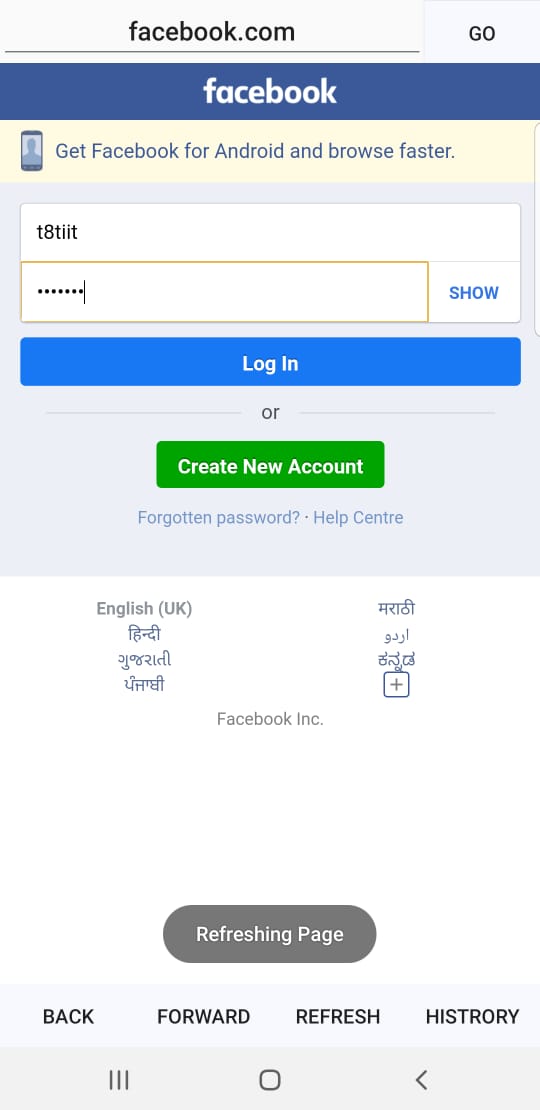 facebook.com GO
facebook
Get Facebook for Android and browse faster.
t8tiit
••••••• SHOW
Log In
or
Create New Account
Forgotten password? · Help Centre
English (UK) मराठी
हिन्दी اردو
ગુજરાતી ಕನ್ನಡ
ਪੰਜਾਬੀ
Facebook Inc.
Refreshing Page
BACK FORWARD REFRESH HISTRORY